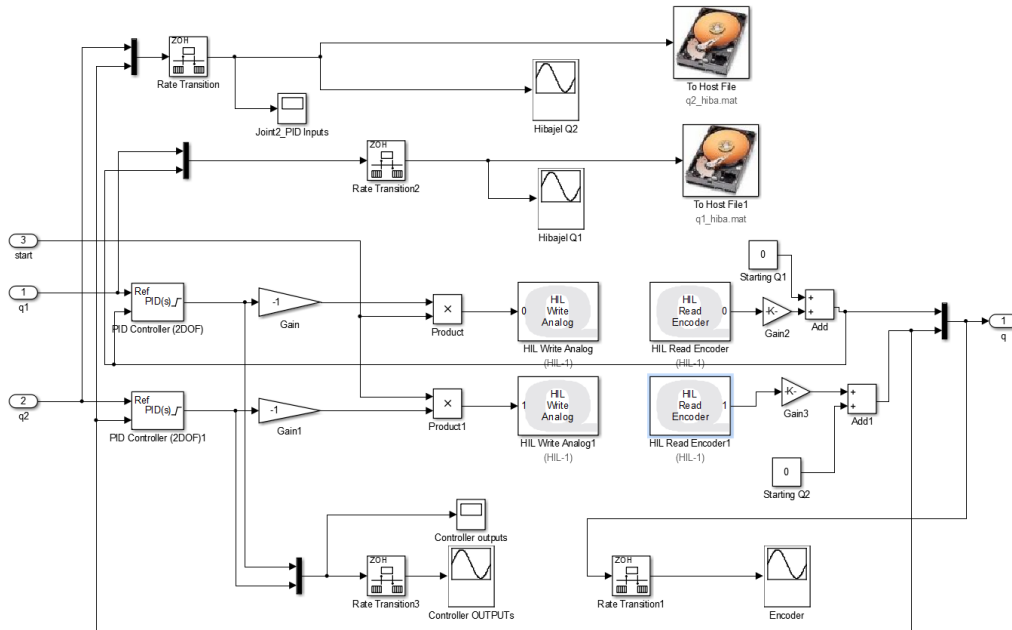 ZOH
Rate Transition
To Host File
q2_hiba.mat
Joint2_PID Inputs
Hibajel Q2
ZOH
Rate Transition2
To Host File1
q1_hiba.mat
Hibajel Q1
3
start
0
Starting Q1
1
q1
Ref
PID(s)
PID Controller (2DOF)
-1
Gain
×
Product
0
HIL
Write
Analog
HIL Write Analog
(HIL-1)
HIL
Read
Encoder
0
HIL Read Encoder
(HIL-1)
-K-
Gain2
+
+
Add
1
q
2
q2
Ref
PID(s)
PID Controller (2DOF)1
-1
Gain1
×
Product1
1
HIL
Write
Analog
HIL Write Analog1
(HIL-1)
HIL
Read
Encoder
1
HIL Read Encoder1
(HIL-1)
-K-
Gain3
+
+
Add1
0
Starting Q2
Controller outputs
ZOH
Rate Transition3
Controller OUTPUTs
ZOH
Rate Transition1
Encoder